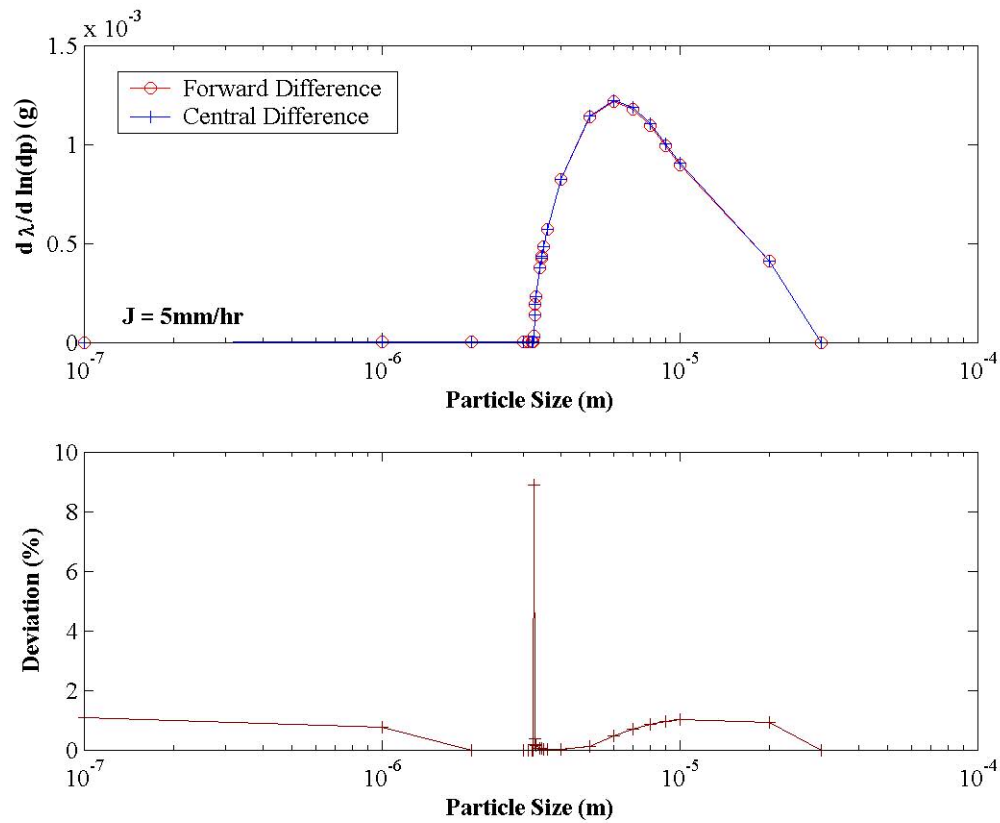 x 10^-3
1.5
Forward Difference
Central Difference
1
d λ/d ln(dp) (g)
0.5
J = 5mm/hr
0
10^-7 10^-6 10^-5 10^-4
Particle Size (m)
10
8
6
Deviation (%)
4
2
0
10^-7 10^-6 10^-5 10^-4
Particle Size (m)